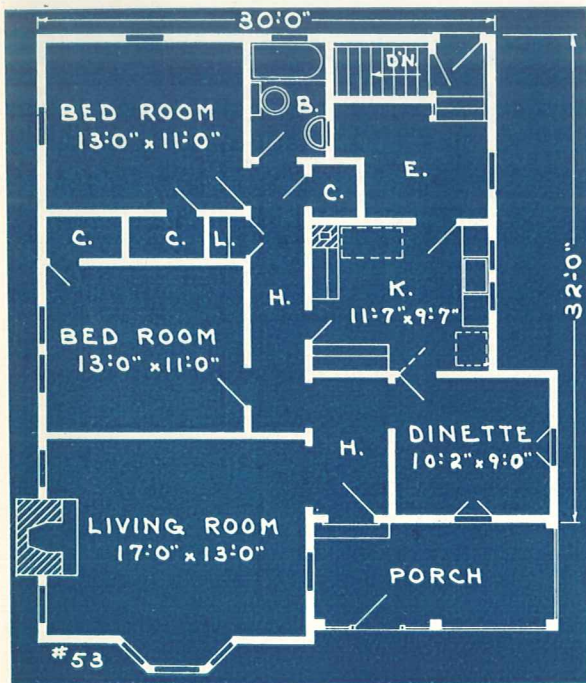 30'-0"
D'N.
BED ROOM
13'-0" x 11'-0"
B.
C.
E.
C.
C.
L.
K.
11'-7" x 9'-7"
H.
32'-0"
BED ROOM
13'-0" x 11'-0"
DINETTE
10'-2" x 9'-0"
H.
LIVING ROOM
17'-0" x 13'-0"
PORCH
#53